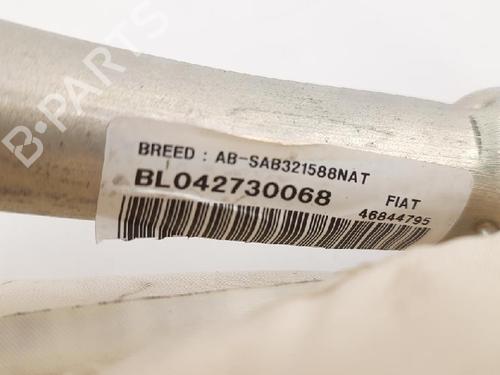 BREED : AB-SAB321588NAT
BL042730068
FIAT
46844795
B-PARTS